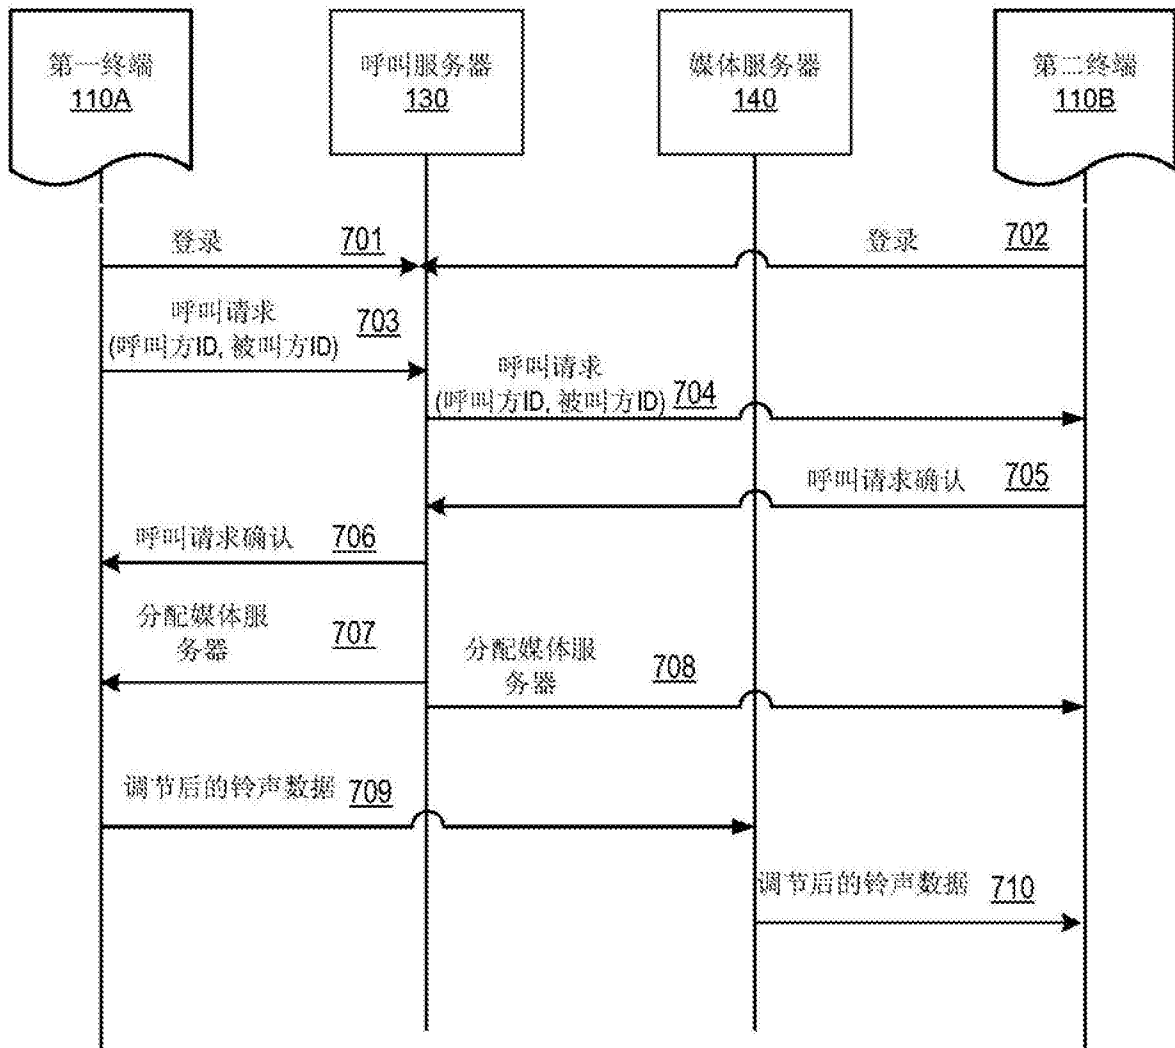 第一终端
110A
呼叫服务器
130
媒体服务器
140
第二终端
110B
登录
701
登录
702
呼叫请求
(呼叫方ID, 被叫方ID)
703
呼叫请求
(呼叫方ID, 被叫方ID)
704
呼叫请求确认
705
呼叫请求确认
706
分配媒体服
务器
707
分配媒体服
务器
708
调节后的铃声数据
709
调节后的铃声数据
710